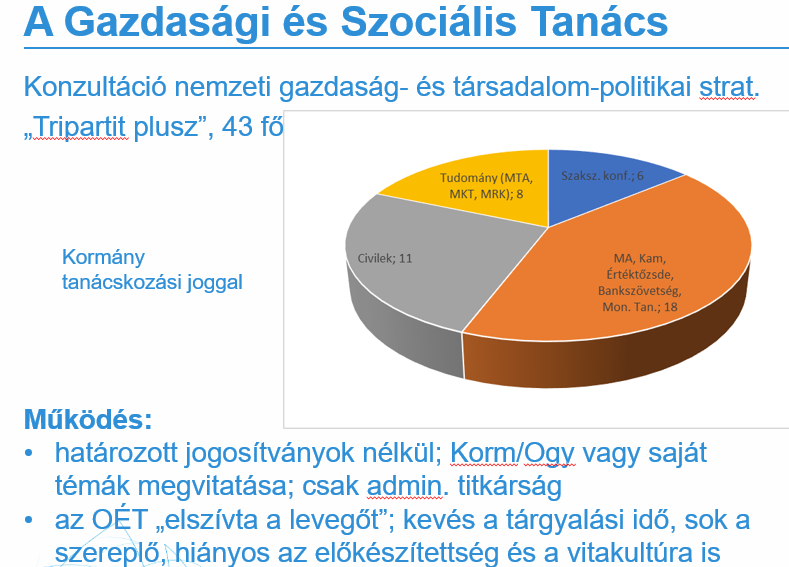 A Gazdasági és Szociális Tanács
Konzultáció nemzeti gazdaság- és társadalom-politikai strat.
„Tripartit plusz”, 43 fő
Tudomány (MTA,
MKT, MRK); 8
Szaksz. konf.; 6
Civilek; 11
MA, Kam,
Értéktőzsde,
Bankszövetség,
Mon. Tan.; 18
Kormány
tanácskozási joggal
Működés:
• határozott jogosítványok nélkül; Korm/Ogy vagy saját
témák megvitatása; csak admin. titkárság
• az OÉT „elszívta a levegőt”; kevés a tárgyalási idő, sok a
szereplő, hiányos az előkészítettség és a vitakultúra is